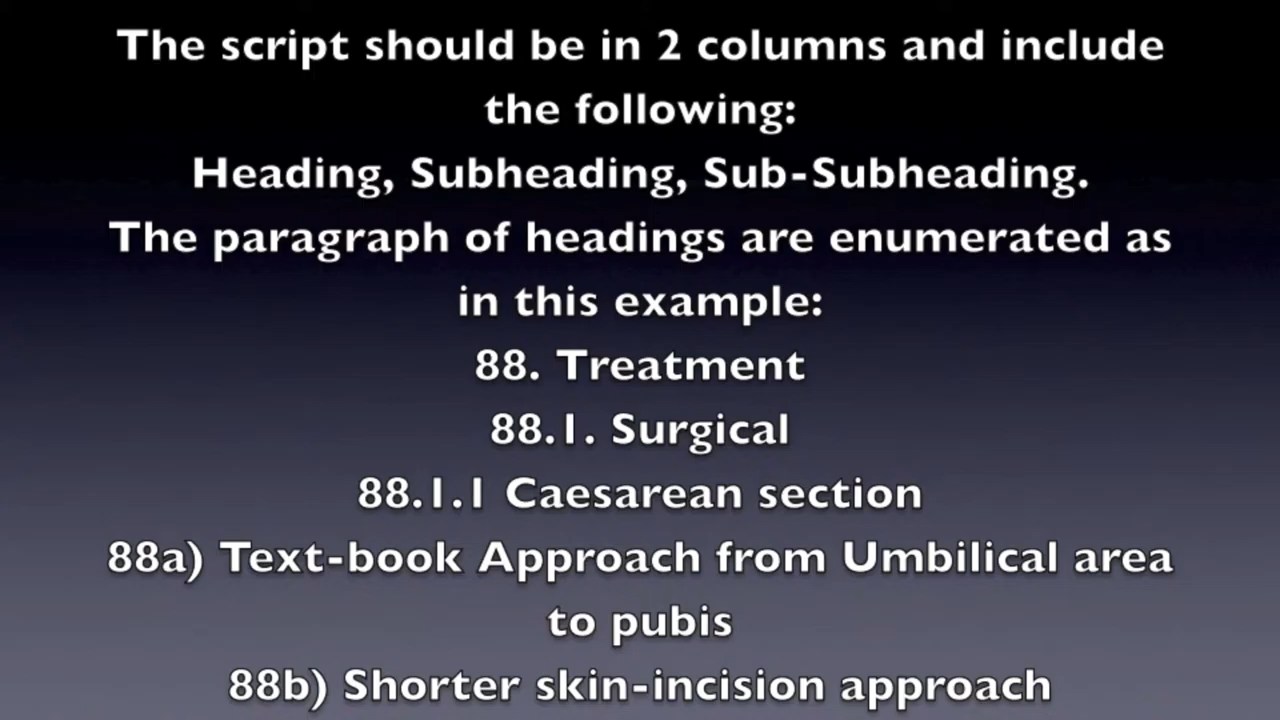 The script should be in 2 columns and include
the following:
Heading, Subheading, Sub-Subheading.
The paragraph of headings are enumerated as
in this example:
88. Treatment
88.1. Surgical
88.1.1 Caesarean section
88a) Text-book Approach from Umbilical area
to pubis
88b) Shorter skin-incision approach